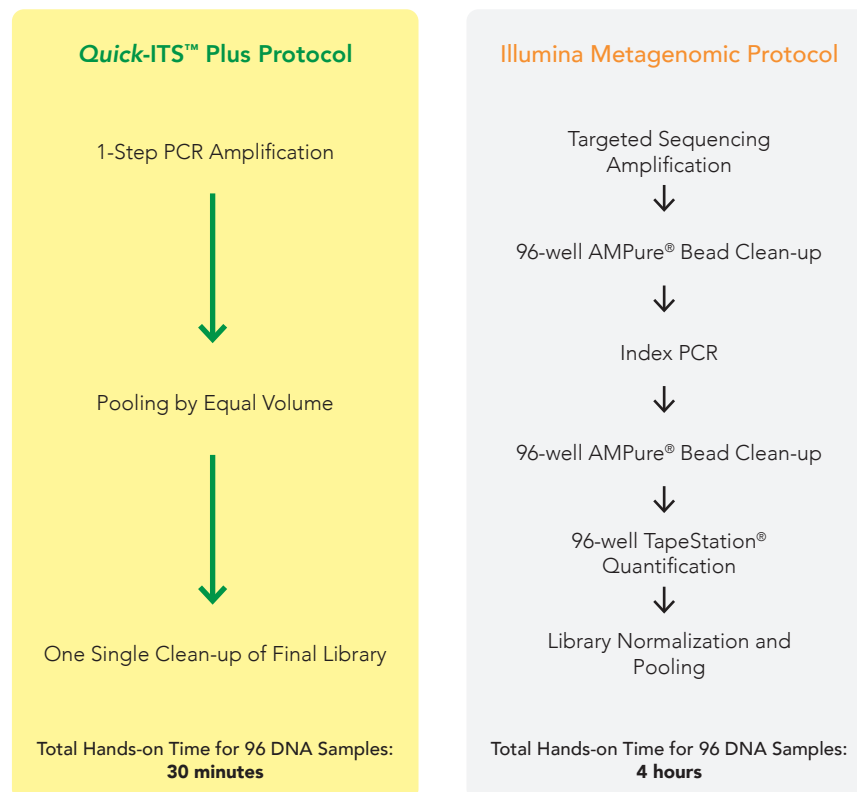 Quick-ITS™ Plus Protocol
1-Step PCR Amplification
Pooling by Equal Volume
One Single Clean-up of Final Library
Total Hands-on Time for 96 DNA Samples:
30 minutes
Illumina Metagenomic Protocol
Targeted Sequencing
Amplification
96-well AMPure® Bead Clean-up
Index PCR
96-well AMPure® Bead Clean-up
96-well TapeStation®
Quantification
Library Normalization and
Pooling
Total Hands-on Time for 96 DNA Samples:
4 hours